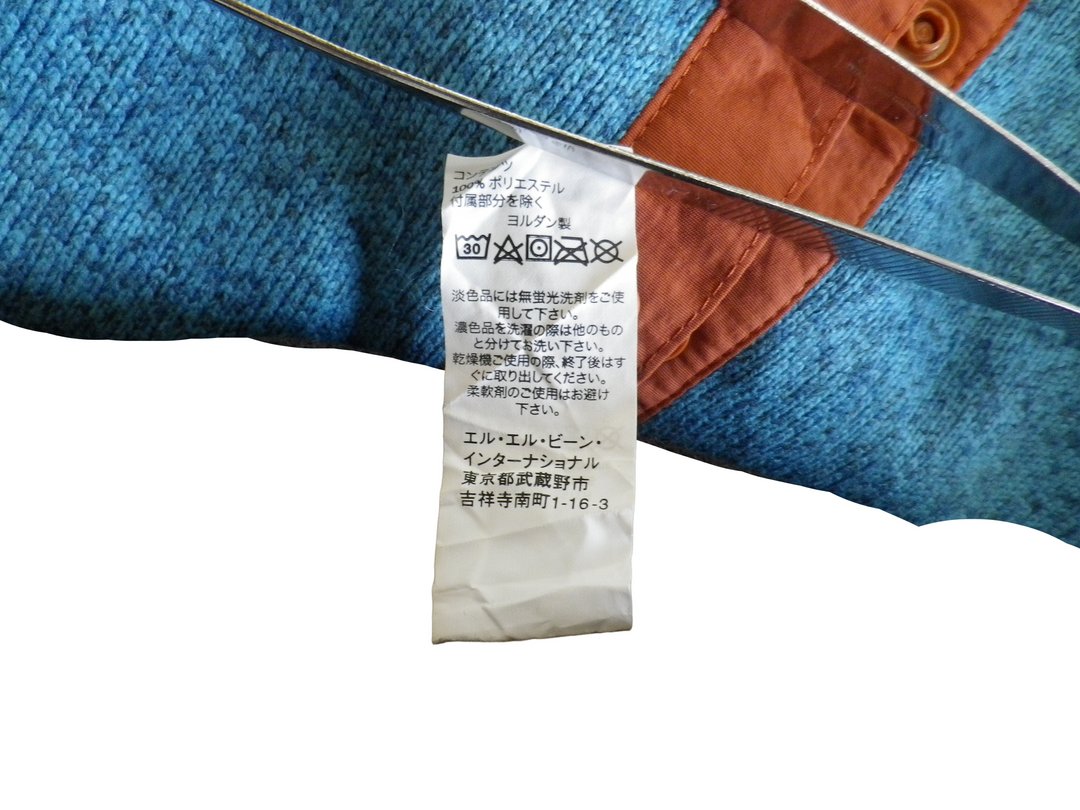 100% ポリエステル
付属部分を除く
ヨルダン製
30
淡色品には無蛍光洗剤をご使
用して下さい。
濃色品を洗濯の際は他のもの
と分けてお洗い下さい。
乾燥機ご使用の際、終了後はす
ぐに取り出してください。
柔軟剤のご使用はお避け
下さい。
エル・エル・ビーン・
インターナショナル
東京都武蔵野市
吉祥寺南町1-16-3